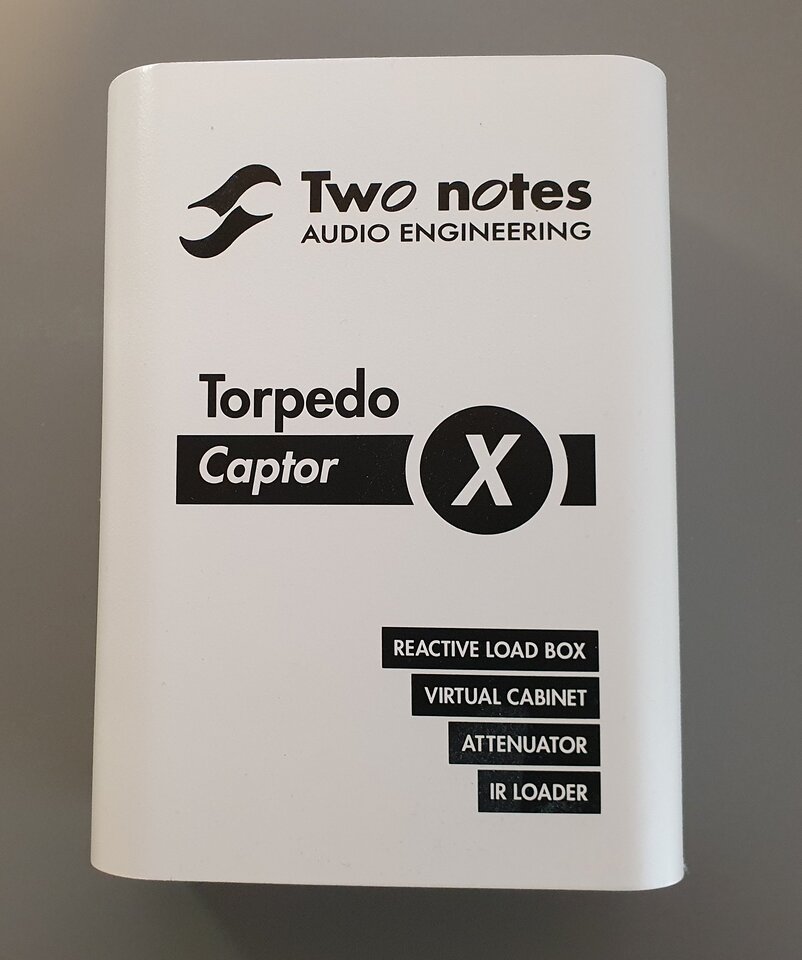 Two notes
AUDIO ENGINEERING
Torpedo
Captor X
REACTIVE LOAD BOX
VIRTUAL CABINET
ATTENUATOR
IR LOADER